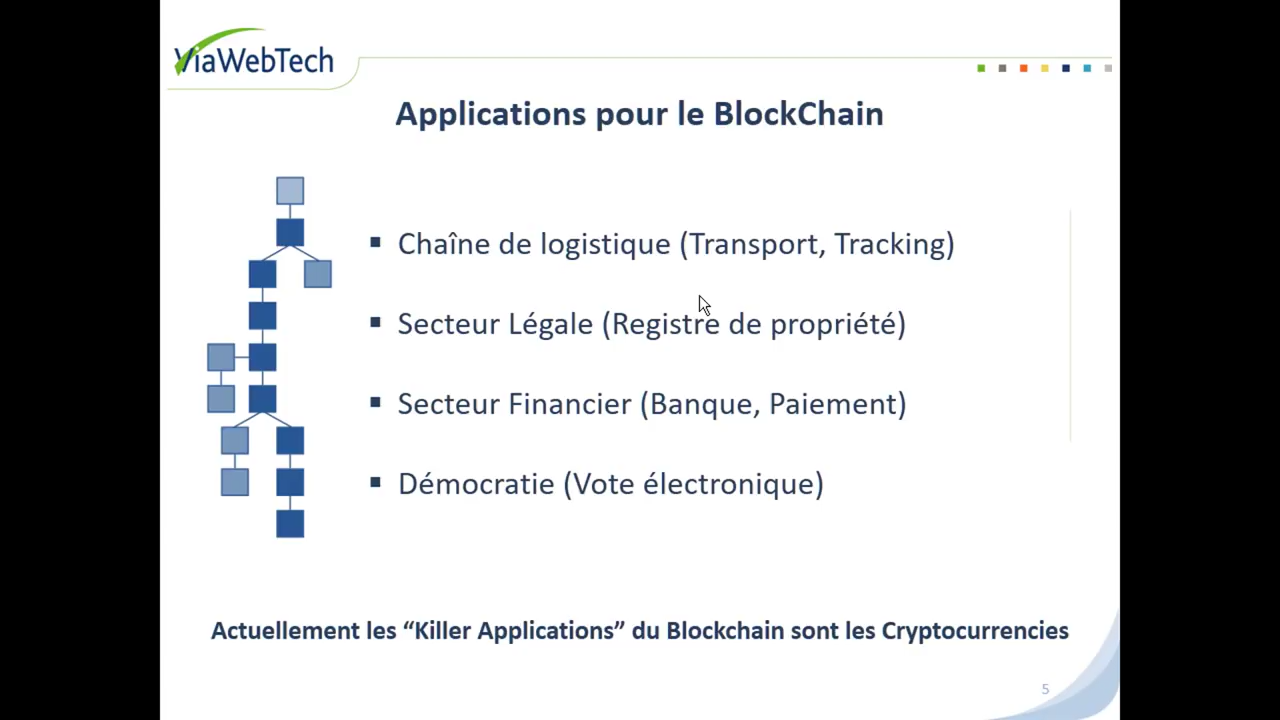 ViaWebTech
Applications pour le BlockChain
▪ Chaîne de logistique (Transport, Tracking)
▪ Secteur Légale (Registre de propriété)
▪ Secteur Financier (Banque, Paiement)
▪ Démocratie (Vote électronique)
Actuellement les “Killer Applications” du Blockchain sont les Cryptocurrencies
5